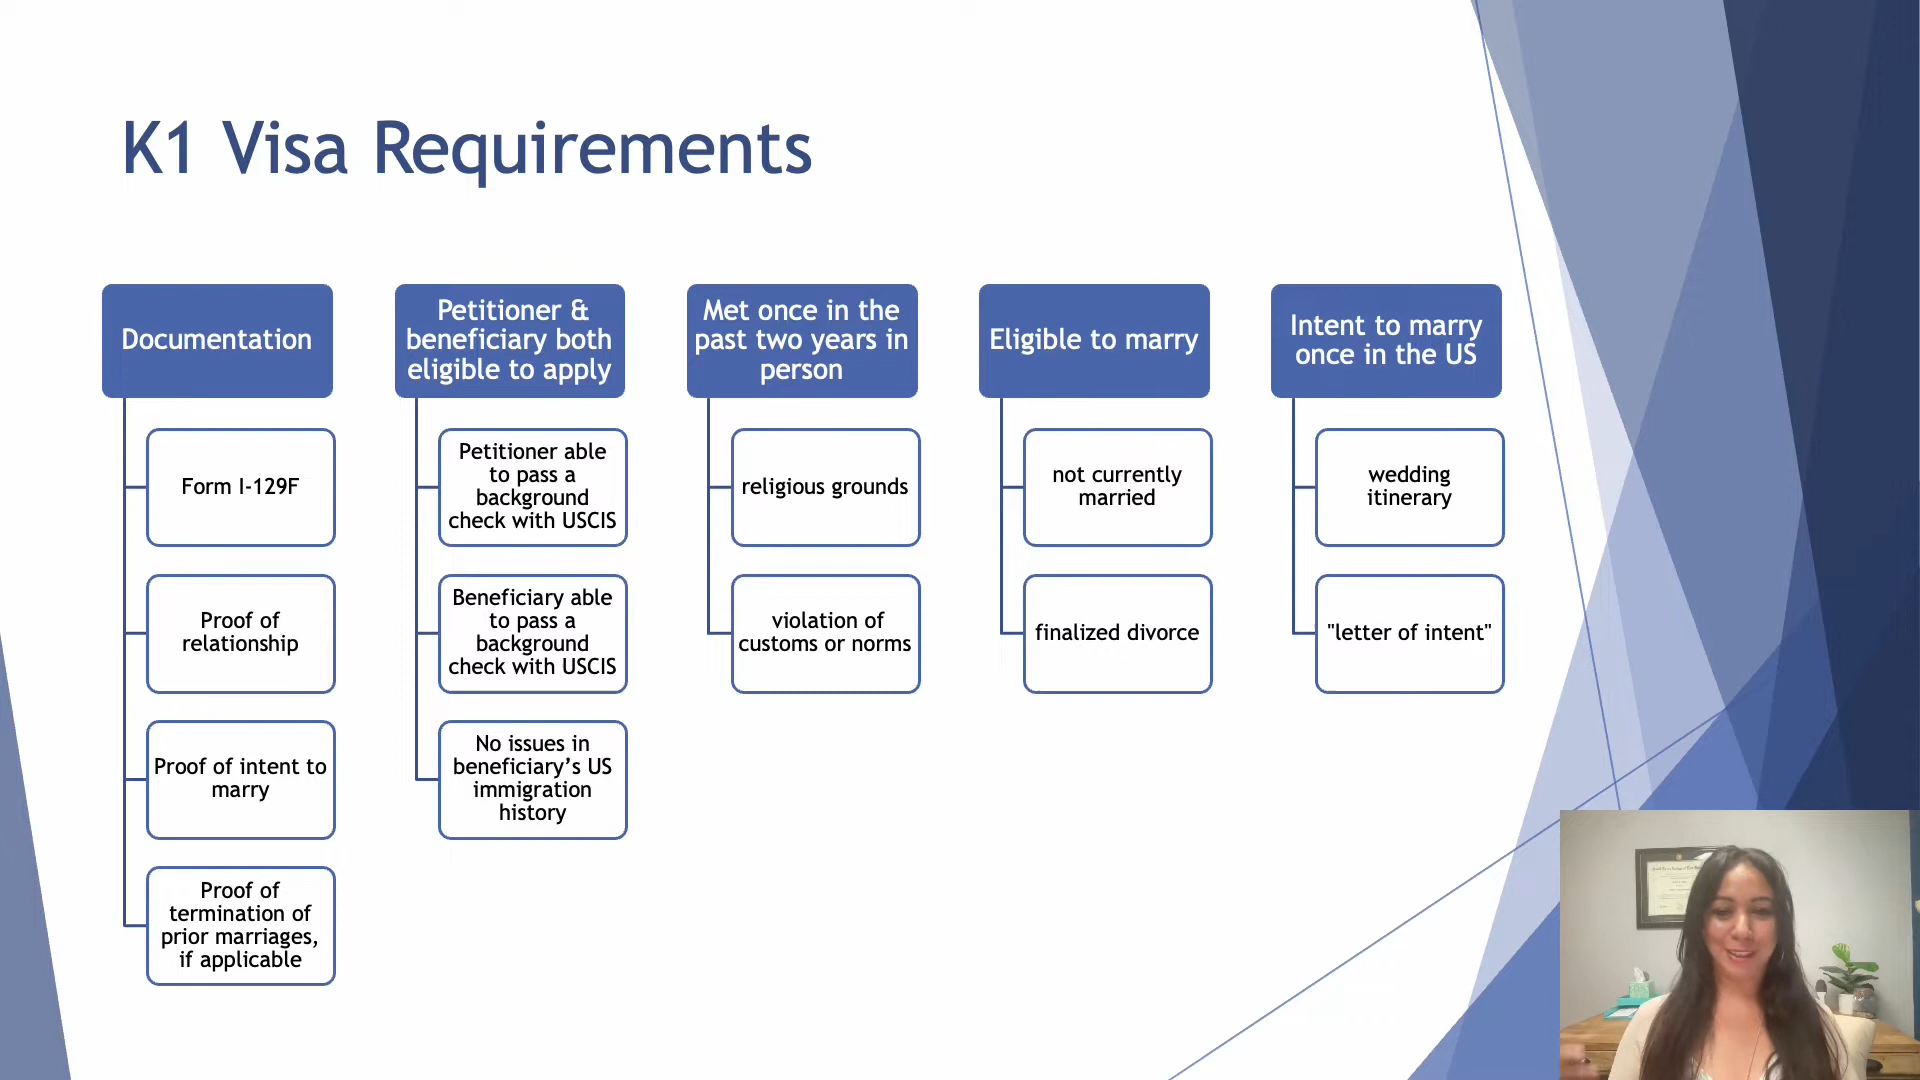 K1 Visa Requirements
Documentation
Form I-129F
Proof of
relationship
Proof of intent to
marry
Proof of
termination of
prior marriages,
if applicable
Petitioner &
beneficiary both
eligible to apply
Petitioner able
to pass a
background
check with USCIS
Beneficiary able
to pass a
background
check with USCIS
No issues in
beneficiary’s US
immigration
history
Met once in the
past two years in
person
religious grounds
violation of
customs or norms
Eligible to marry
not currently
married
finalized divorce
Intent to marry
once in the US
wedding
itinerary
"letter of intent"